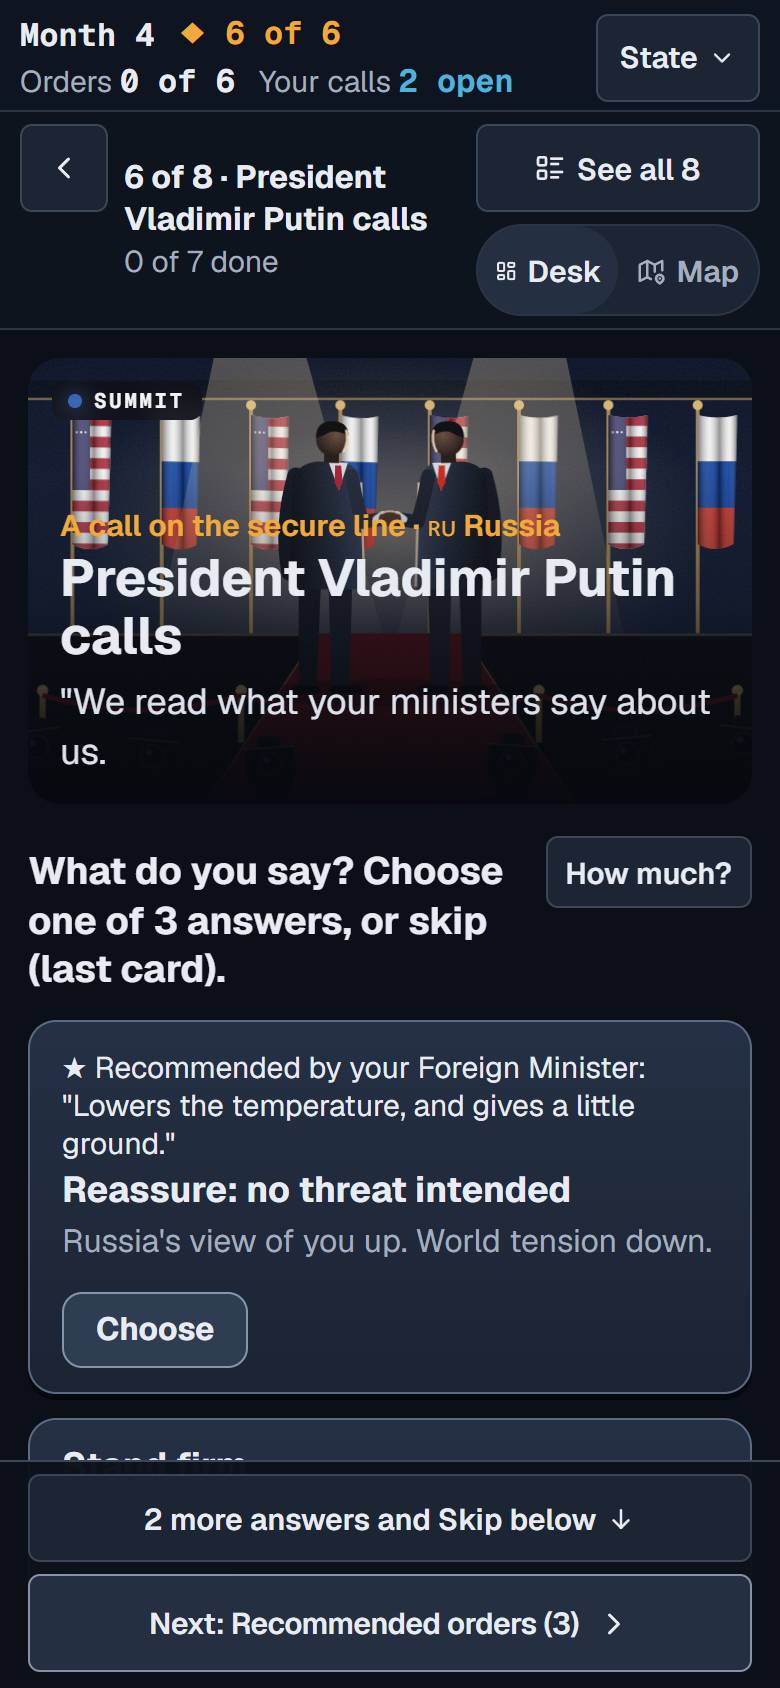 Month 4 ◆ 6 of 6
Orders 0 of 6 Your calls 2 open
State
6 of 8 · President
Vladimir Putin calls
0 of 7 done
See all 8
Desk
Map
SUMMIT
A call on the secure line · RU Russia
President Vladimir Putin
calls
"We read what your ministers say about
us.
What do you say? Choose
one of 3 answers, or skip
(last card).
How much?
★ Recommended by your Foreign Minister:
"Lowers the temperature, and gives a little
ground."
Reassure: no threat intended
Russia's view of you up. World tension down.
Choose
Stand firm
2 more answers and Skip below ↓
Next: Recommended orders (3)